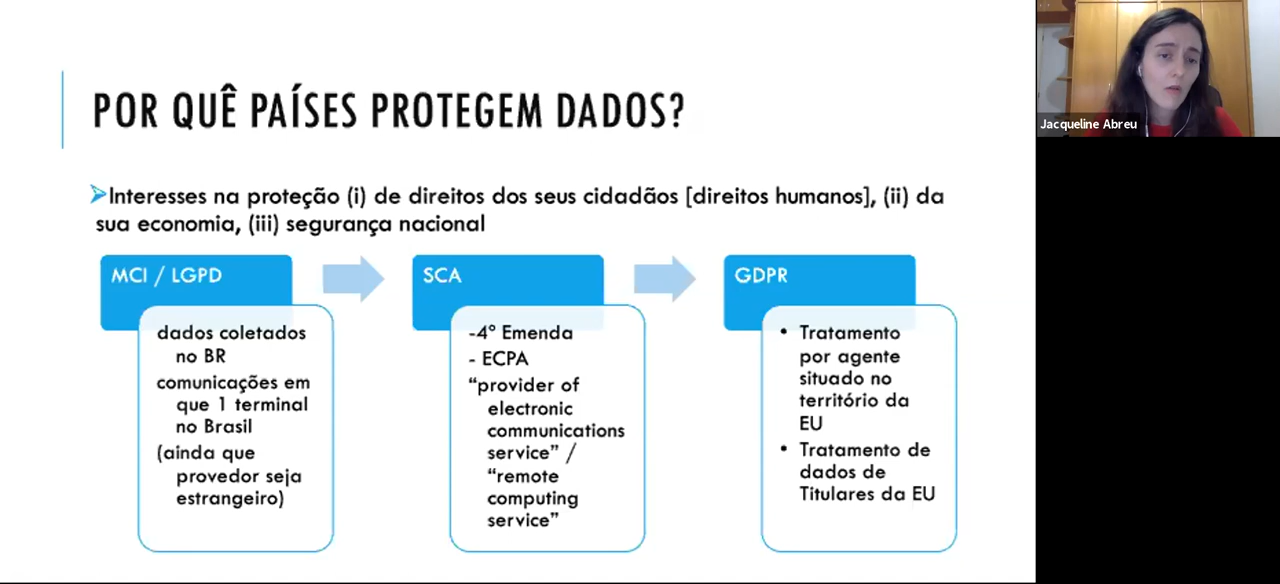 POR QUÊ PAÍSES PROTEGEM DADOS?
Jacqueline Abreu
➢Interesses na proteção (i) de direitos dos seus cidadãos [direitos humanos], (ii) da
sua economia, (iii) segurança nacional
MCI / LGPD
dados coletados
no BR
comunicações em
que 1 terminal
no Brasil
(ainda que
provedor seja
estrangeiro)
SCA
-4º Emenda
- ECPA
“provider of
electronic
communications
service” /
“remote
computing
service”
GDPR
• Tratamento
por agente
situado no
território da
EU
• Tratamento de
dados de
Titulares da EU